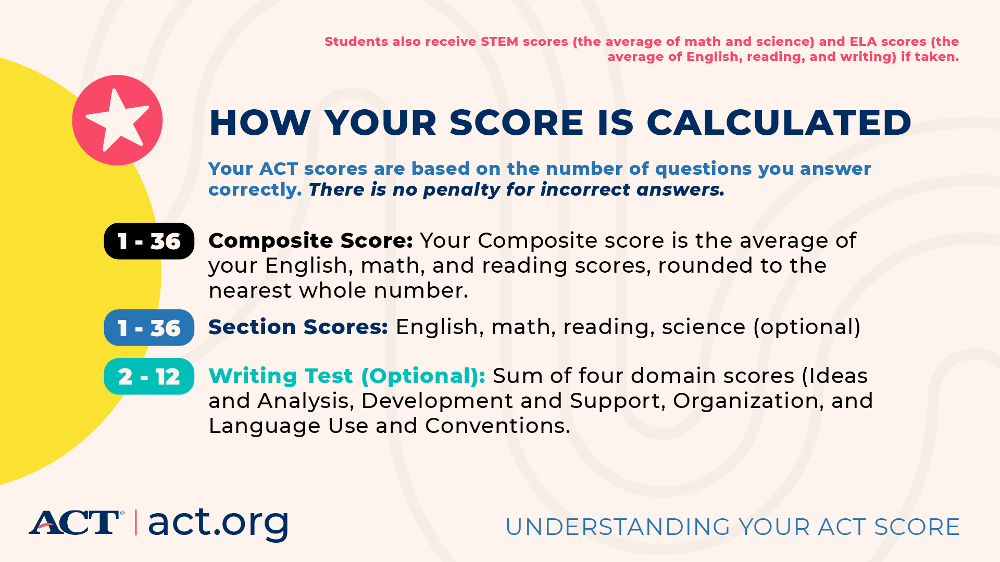 Students also receive STEM scores (the average of math and science) and ELA scores (the
average of English, reading, and writing) if taken.
HOW YOUR SCORE IS CALCULATED
Your ACT scores are based on the number of questions you answer
correctly. There is no penalty for incorrect answers.
1 - 36
Composite Score: Your Composite score is the average of
your English, math, and reading scores, rounded to the
nearest whole number.
1 - 36
Section Scores: English, math, reading, science (optional)
2 - 12
Writing Test (Optional): Sum of four domain scores (Ideas
and Analysis, Development and Support, Organization, and
Language Use and Conventions.
ACT® | act.org
UNDERSTANDING YOUR ACT SCORE